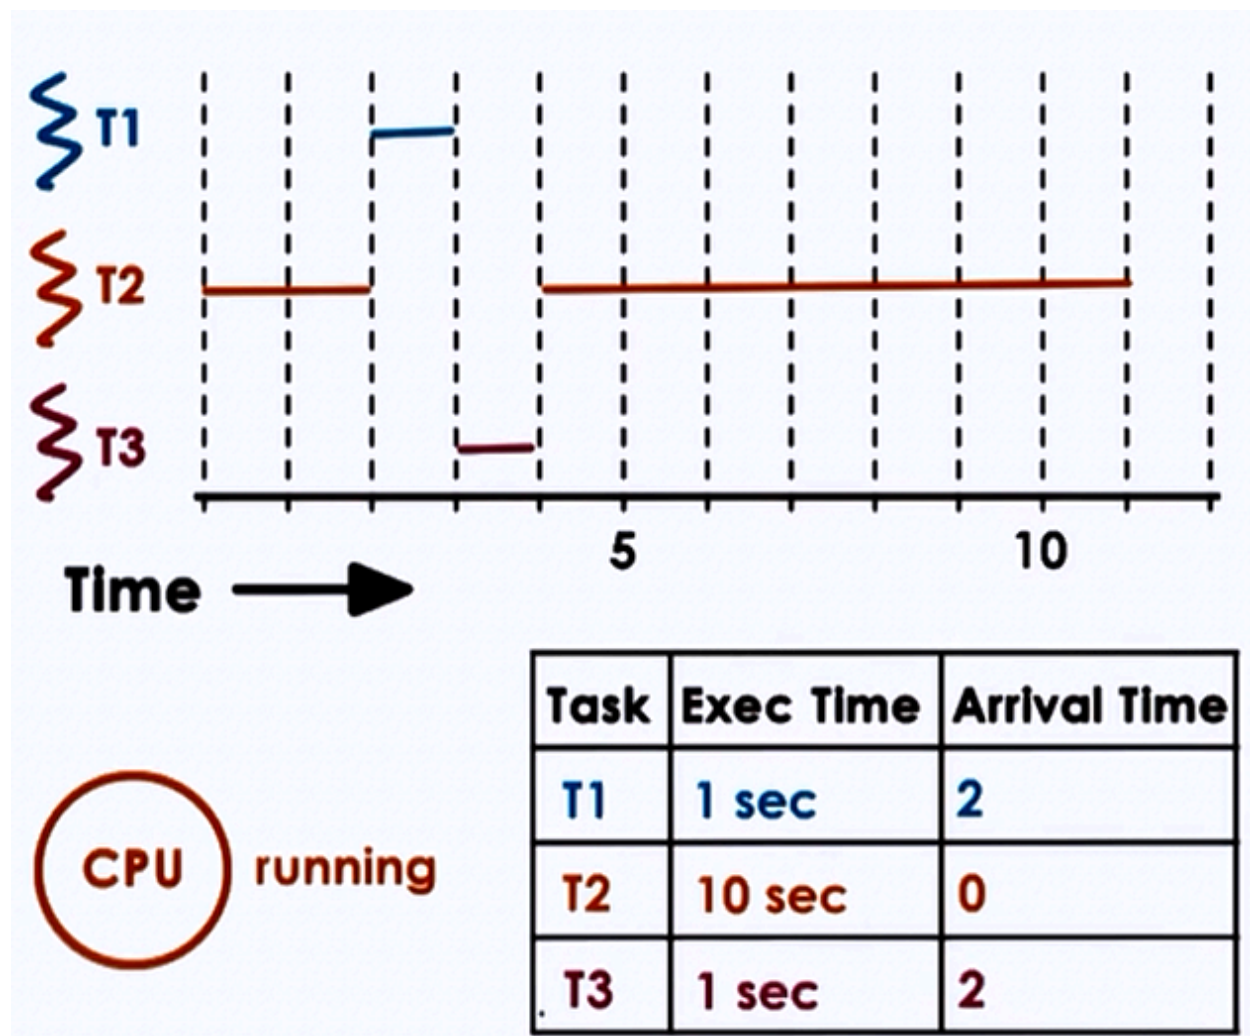 T1
T2
T3
5 10
Time
Task Exec Time Arrival Time
T1 1 sec 2
T2 10 sec 0
T3 1 sec 2
CPU running